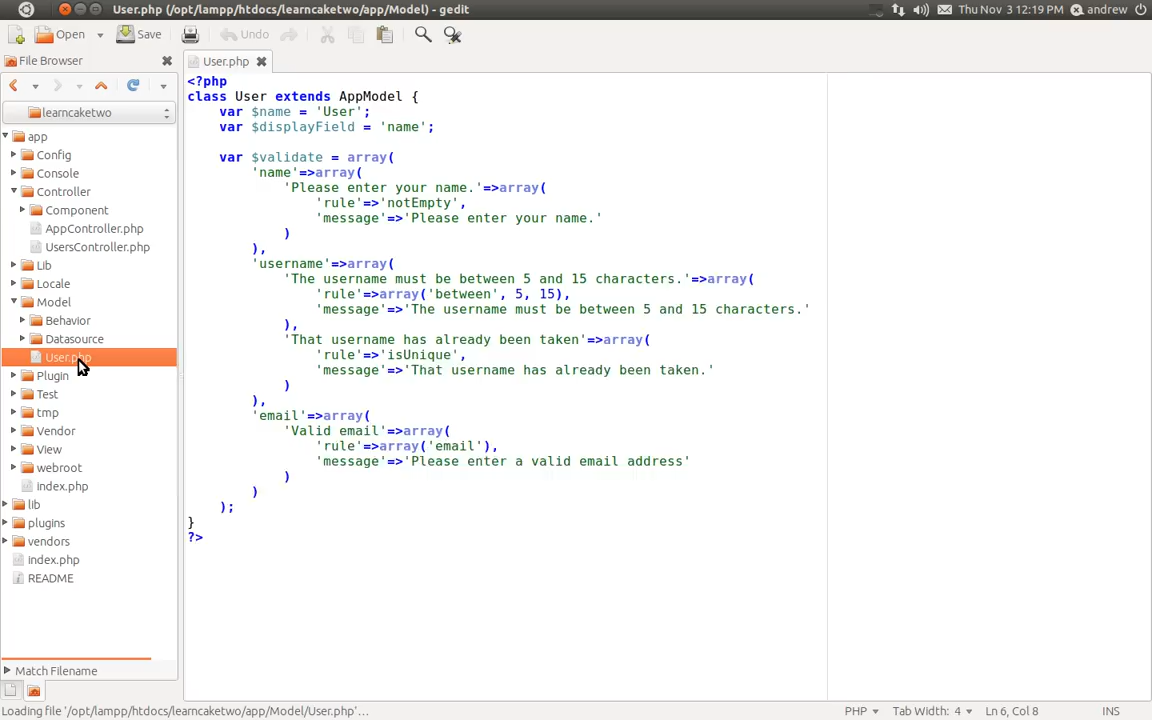 User.php (/opt/lampp/htdocs/learncaketwo/app/Model) - gedit
Thu Nov 3 12:19 PM
andrew
Open
Save
Undo
File Browser
User.php
learncaketwo
app
Config
Console
Controller
Component
AppController.php
UsersController.php
Lib
Locale
Model
Behavior
Datasource
User.php
Plugin
Test
tmp
Vendor
View
webroot
index.php
lib
plugins
vendors
index.php
README
Match Filename
<?php
class User extends AppModel {
    var $name = 'User';
    var $displayField = 'name';
    var $validate = array(
        'name'=>array(
            'Please enter your name.'=>array(
                'rule'=>'notEmpty',
                'message'=>'Please enter your name.'
            )
        ),
        'username'=>array(
            'The username must be between 5 and 15 characters.'=>array(
                'rule'=>array('between', 5, 15),
                'message'=>'The username must be between 5 and 15 characters.'
            ),
            'That username has already been taken'=>array(
                'rule'=>'isUnique',
                'message'=>'That username has already been taken.'
            )
        ),
        'email'=>array(
            'Valid email'=>array(
                'rule'=>array('email'),
                'message'=>'Please enter a valid email address'
            )
        )
    );
}
?>
Loading file '/opt/lampp/htdocs/learncaketwo/app/Model/User.php'…
PHP
Tab Width: 4
Ln 6, Col 8
INS